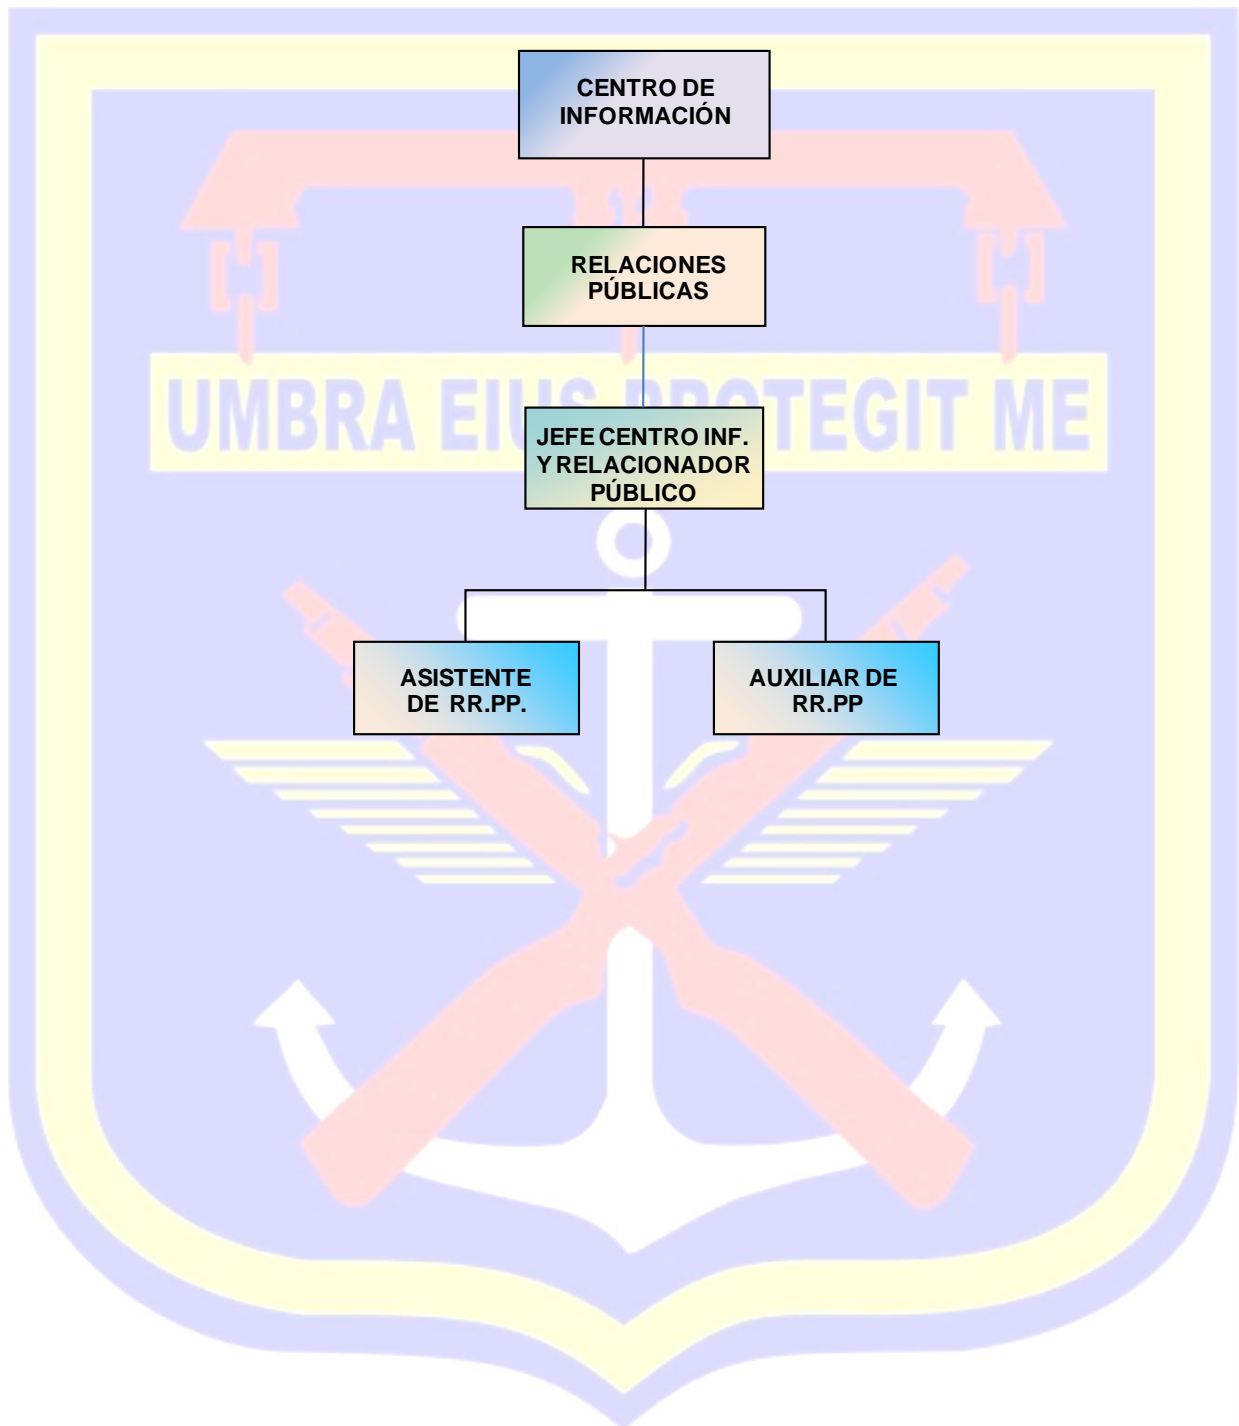 CENTRO DE
INFORMACIÓN
RELACIONES
PÚBLICAS
UMBRA EIUS PROTEGIT ME
JEFE CENTRO INF.
Y RELACIONADOR
PÚBLICO
ASISTENTE
DE RR.PP.
AUXILIAR DE
RR.PP